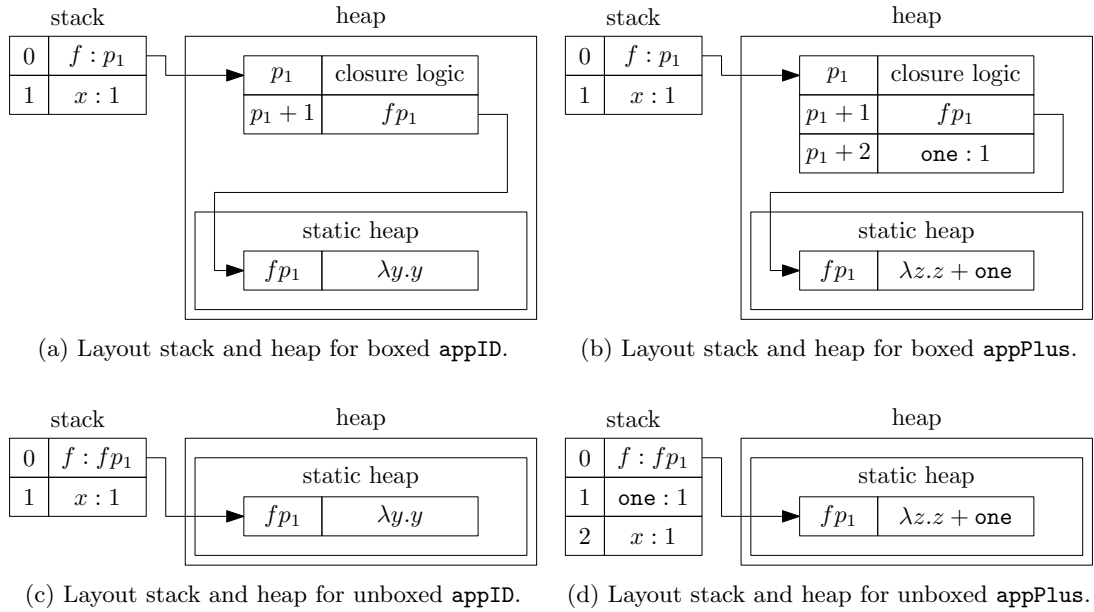 stack heap
0 f : p₁
1 x : 1
p₁ closure logic
p₁ + 1 fp₁
static heap
fp₁ λy.y
(a) Layout stack and heap for boxed appID.
stack heap
0 f : p₁
1 x : 1
p₁ closure logic
p₁ + 1 fp₁
p₁ + 2 one : 1
static heap
fp₁ λz.z + one
(b) Layout stack and heap for boxed appPlus.
stack heap
0 f : fp₁
1 x : 1
static heap
fp₁ λy.y
(c) Layout stack and heap for unboxed appID.
stack heap
0 f : fp₁
1 one : 1
2 x : 1
static heap
fp₁ λz.z + one
(d) Layout stack and heap for unboxed appPlus.